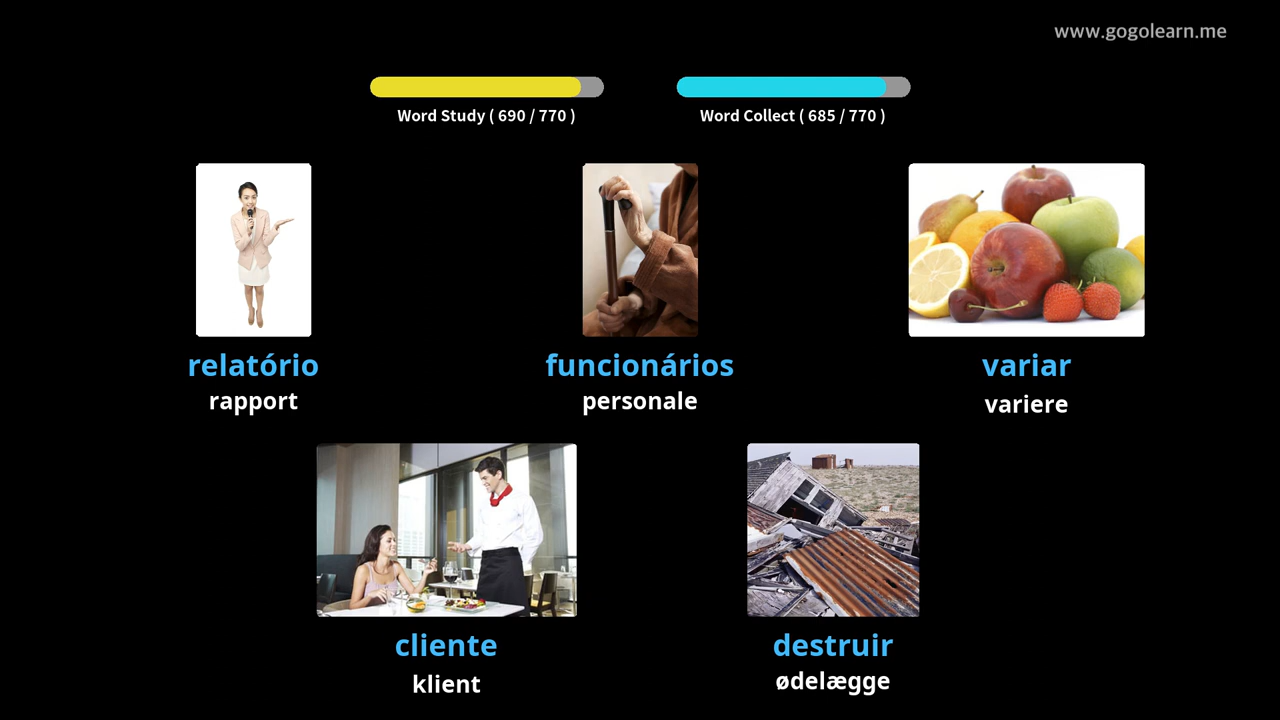 www.gogolearn.me
Word Study ( 690 / 770 )
Word Collect ( 685 / 770 )
relatório
rapport
funcionários
personale
variar
variere
cliente
klient
destruir
ødelægge